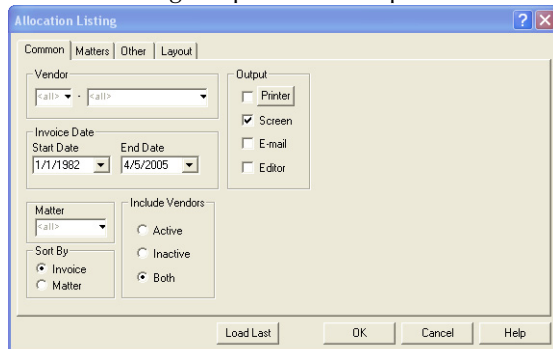 Allocation Listing
Common Matters Other Layout
Vendor
<all> - <all>
Output
Printer
Screen
E-mail
Editor
Invoice Date
Start Date End Date
1/1/1982 4/5/2005
Matter
<all>
Include Vendors
Active
Inactive
Both
Sort By
Invoice
Matter
Load Last OK Cancel Help